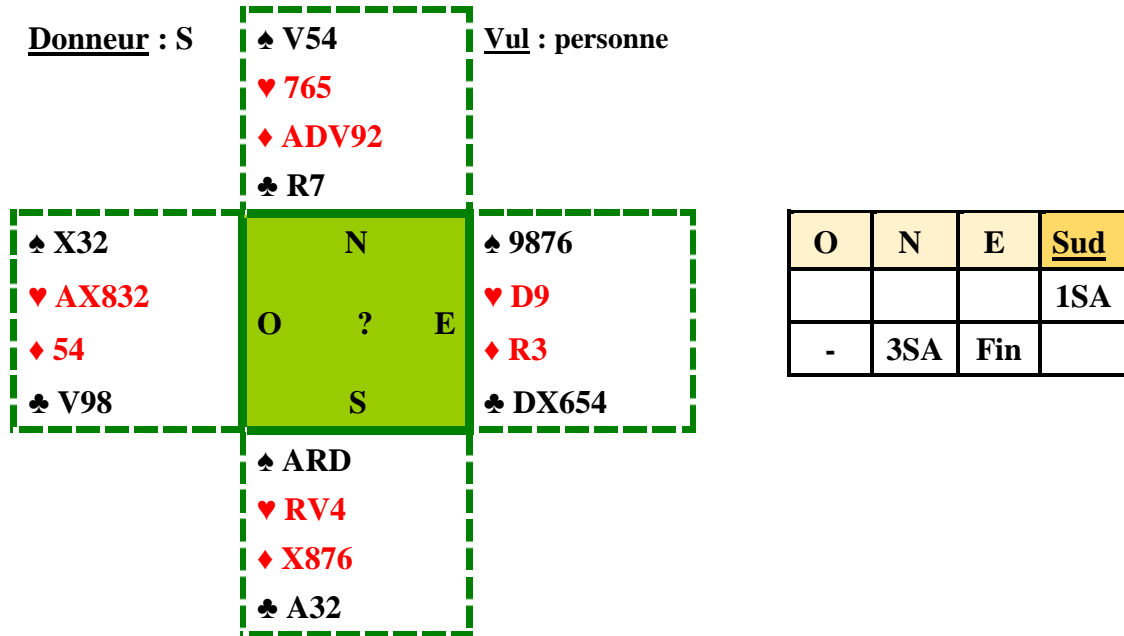 Donneur : S
♠ V54
♥ 765
♦ ADV92
♣ R7
Vul : personne
♠ X32
♥ AX832
♦ 54
♣ V98
N
O ? E
S
♠ 9876
♥ D9
♦ R3
♣ DX654
♠ ARD
♥ RV4
♦ X876
♣ A32
O N E Sud
1SA
- 3SA Fin